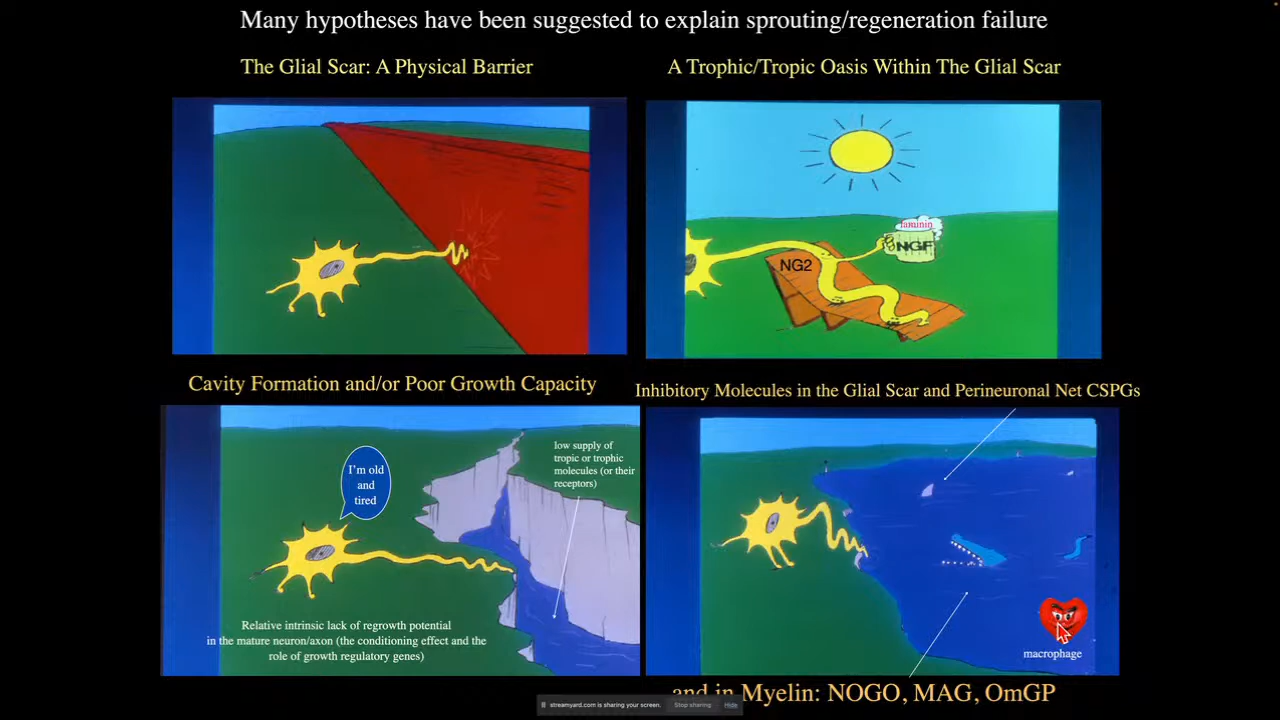 Many hypotheses have been suggested to explain sprouting/regeneration failure
The Glial Scar: A Physical Barrier
A Trophic/Tropic Oasis Within The Glial Scar
laminin
NGF
NG2
Cavity Formation and/or Poor Growth Capacity
Inhibitory Molecules in the Glial Scar and Perineuronal Net CSPGs
I'm old
and
tired
low supply of
tropic or trophic
molecules (or their
receptors)
Relative intrinsic lack of regrowth potential
in the mature neuron/axon (the conditioning effect and the
role of growth regulatory genes)
macrophage
and in Myelin: NOGO, MAG, OmGP
streamyard.com is sharing your screen.
Stop sharing
Hide